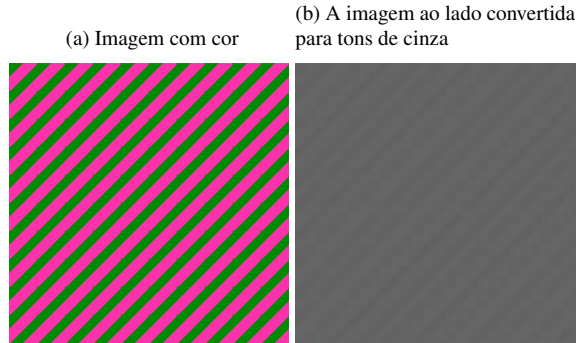 (a) Imagem com cor
(b) A imagem ao lado convertida
para tons de cinza